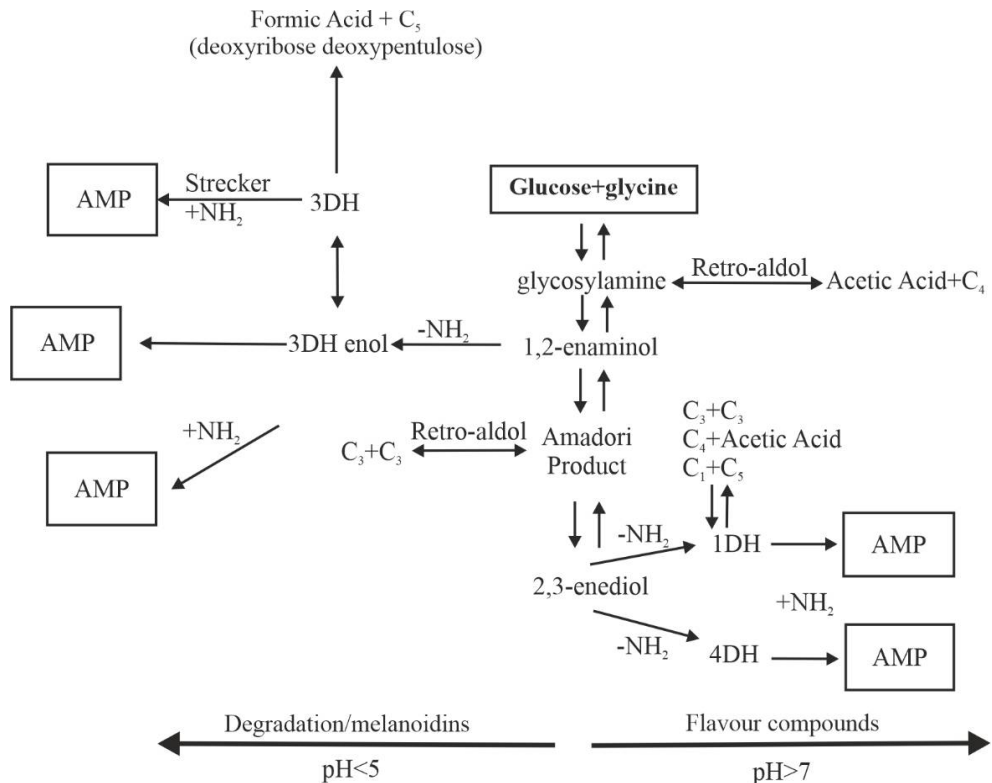 Formic Acid + C₅
(deoxyribose deoxypentulose)
AMP
Strecker
+NH₂
3DH
Glucose+glycine
glycosylamine
Retro-aldol
Acetic Acid+C₄
AMP
3DH enol
-NH₂
1,2-enaminol
+NH₂
AMP
C₃+C₃
Retro-aldol
Amadori
Product
C₃+C₃
C₄+Acetic Acid
C₁+C₅
-NH₂
1DH
AMP
2,3-enediol
+NH₂
-NH₂
4DH
AMP
Degradation/melanoidins
Flavour compounds
pH<5
pH>7